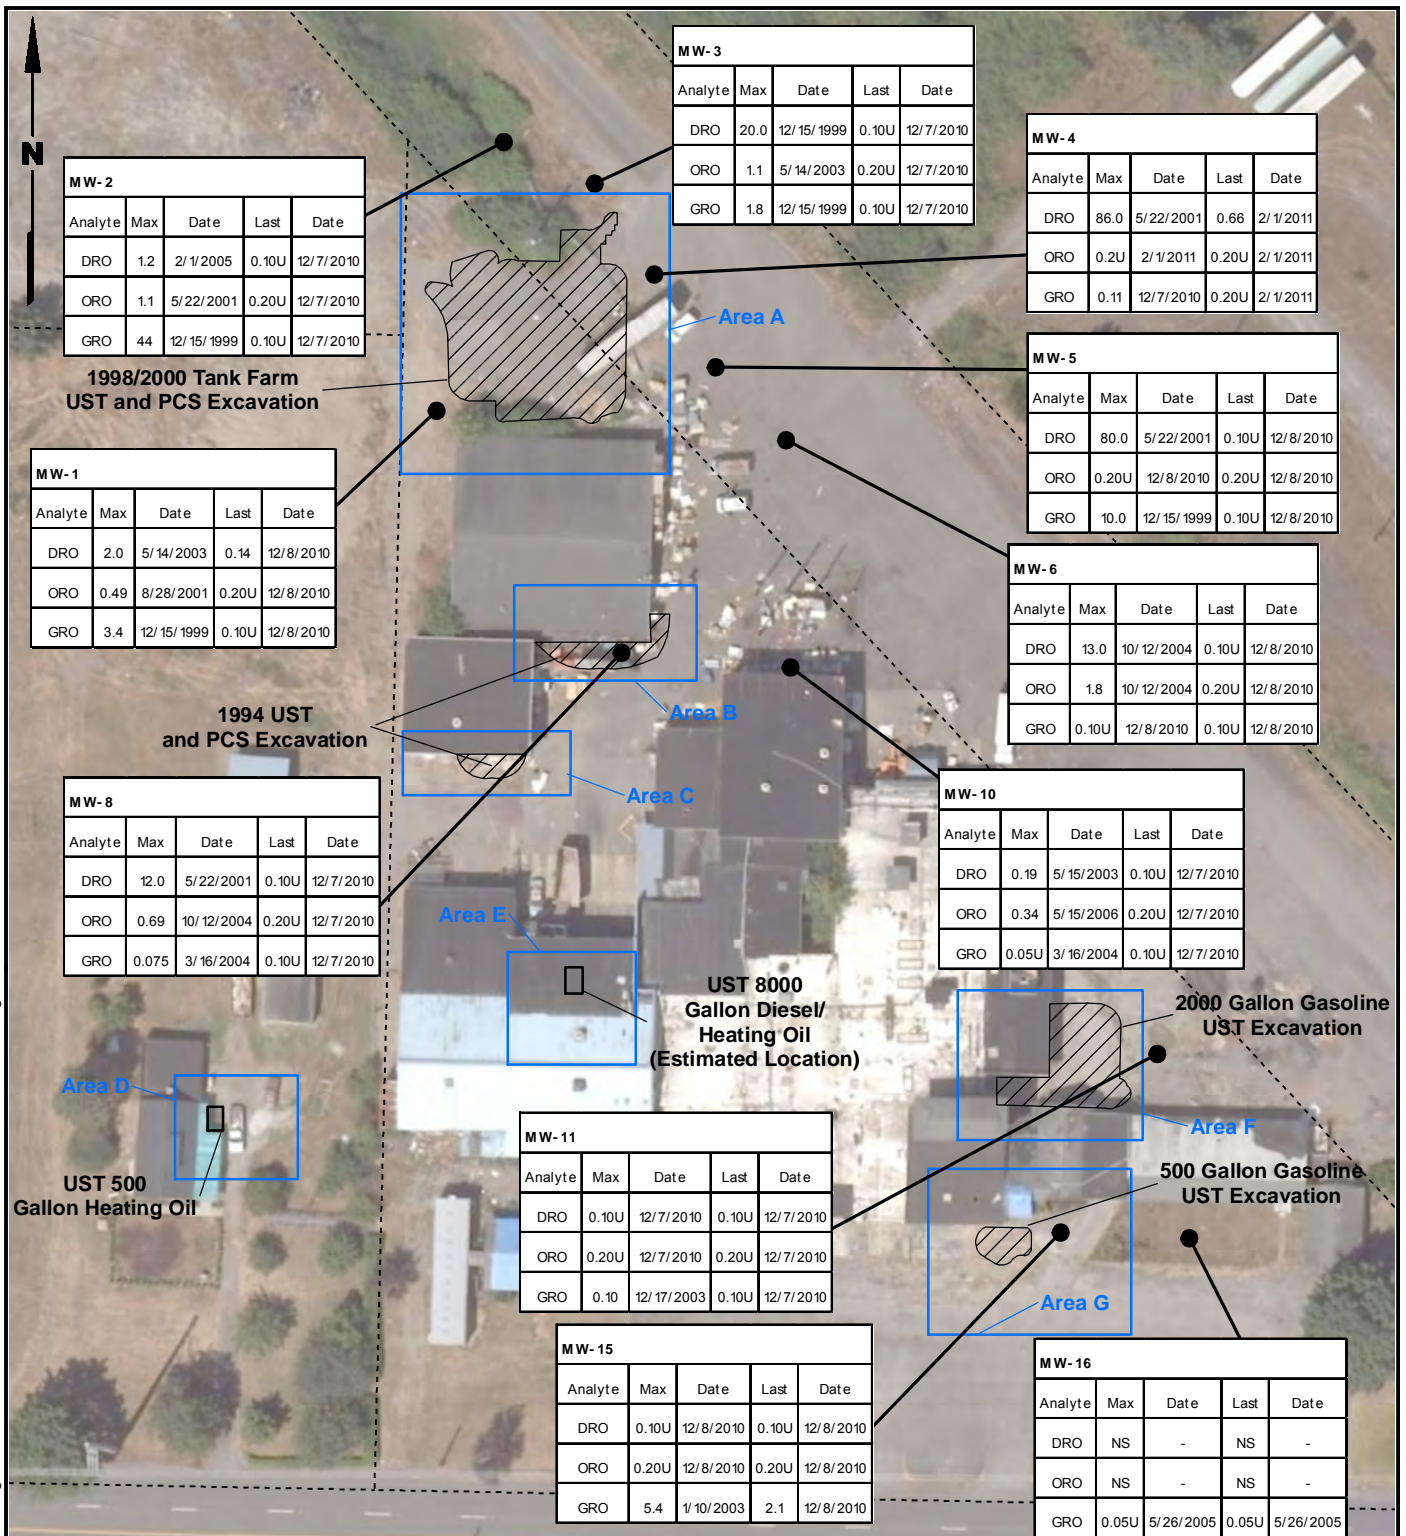 N
MW-3
Analyte Max Date Last Date
DRO 20.0 12/15/1999 0.10U 12/7/2010
ORO 1.1 5/14/2003 0.20U 12/7/2010
GRO 1.8 12/15/1999 0.10U 12/7/2010
MW-4
Analyte Max Date Last Date
DRO 86.0 5/22/2001 0.66 2/1/2011
ORO 0.2U 2/1/2011 0.20U 2/1/2011
GRO 0.11 12/7/2010 0.20U 2/1/2011
MW-2
Analyte Max Date Last Date
DRO 1.2 2/1/2005 0.10U 12/7/2010
ORO 1.1 5/22/2001 0.20U 12/7/2010
GRO 44 12/15/1999 0.10U 12/7/2010
Area A
1998/2000 Tank Farm
UST and PCS Excavation
MW-5
Analyte Max Date Last Date
DRO 80.0 5/22/2001 0.10U 12/8/2010
ORO 0.20U 12/8/2010 0.20U 12/8/2010
GRO 10.0 12/15/1999 0.10U 12/8/2010
MW-1
Analyte Max Date Last Date
DRO 2.0 5/14/2003 0.14 12/8/2010
ORO 0.49 8/28/2001 0.20U 12/8/2010
GRO 3.4 12/15/1999 0.10U 12/8/2010
MW-6
Analyte Max Date Last Date
DRO 13.0 10/12/2004 0.10U 12/8/2010
ORO 1.8 10/12/2004 0.20U 12/8/2010
GRO 0.10U 12/8/2010 0.10U 12/8/2010
Area B
1994 UST
and PCS Excavation
Area C
MW-8
Analyte Max Date Last Date
DRO 12.0 5/22/2001 0.10U 12/7/2010
ORO 0.69 10/12/2004 0.20U 12/7/2010
GRO 0.075 3/16/2004 0.10U 12/7/2010
MW-10
Analyte Max Date Last Date
DRO 0.19 5/15/2003 0.10U 12/7/2010
ORO 0.34 5/15/2006 0.20U 12/7/2010
GRO 0.05U 3/16/2004 0.10U 12/7/2010
Area E
UST 8000
Gallon Diesel/
Heating Oil
(Estimated Location)
2000 Gallon Gasoline
UST Excavation
Area D
UST 500
Gallon Heating Oil
Area F
MW-11
Analyte Max Date Last Date
DRO 0.10U 12/7/2010 0.10U 12/7/2010
ORO 0.20U 12/7/2010 0.20U 12/7/2010
GRO 0.10 12/17/2003 0.10U 12/7/2010
500 Gallon Gasoline
UST Excavation
Area G
MW-15
Analyte Max Date Last Date
DRO 0.10U 12/8/2010 0.10U 12/8/2010
ORO 0.20U 12/8/2010 0.20U 12/8/2010
GRO 5.4 1/10/2003 2.1 12/8/2010
MW-16
Analyte Max Date Last Date
DRO NS - NS -
ORO NS - NS -
GRO 0.05U 5/26/2005 0.05U 5/26/2005